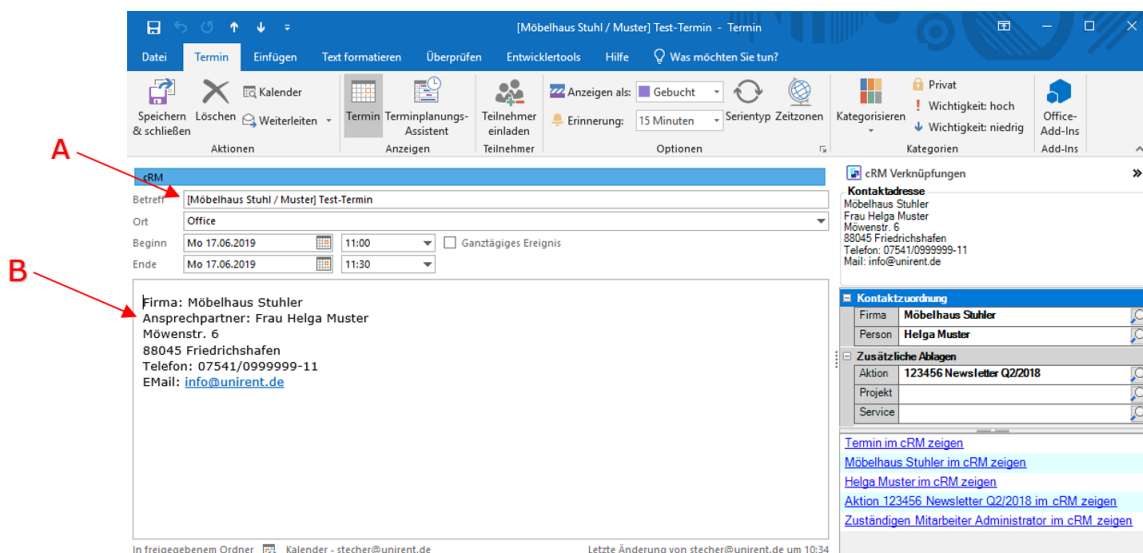 [Möbelhaus Stuhl / Muster] Test-Termin - Termin
Datei Termin Einfügen Text formatieren Überprüfen Entwicklertools Hilfe Was möchten Sie tun?
Speichern & schließen
Löschen
Kalender
Weiterleiten
Aktionen
Termin
Terminplanungs-Assistent
Anzeigen
Teilnehmer einladen
Teilnehmer
Anzeigen als: Gebucht
Erinnerung: 15 Minuten
Serientyp
Zeitzonen
Optionen
Kategorisieren
Privat
Wichtigkeit: hoch
Wichtigkeit: niedrig
Kategorien
Office-Add-Ins
Add-Ins
A
cRM
Betreff [Möbelhaus Stuhl / Muster] Test-Termin
Ort Office
Beginn Mo 17.06.2019 11:00 Ganztägiges Ereignis
Ende Mo 17.06.2019 11:30
B
Firma: Möbelhaus Stuhler
Ansprechpartner: Frau Helga Muster
Möwenstr. 6
88045 Friedrichshafen
Telefon: 07541/0999999-11
EMail: info@unirent.de
In freigegebenem Ordner Kalender - stecher@unirent.de Letzte Änderung von stecher@unirent.de um 10:34
cRM Verknüpfungen
Kontaktadresse
Möbelhaus Stuhler
Frau Helga Muster
Möwenstr. 6
88045 Friedrichshafen
Telefon: 07541/0999999-11
Mail: info@unirent.de
Kontaktzuordnung
Firma Möbelhaus Stuhler
Person Helga Muster
Zusätzliche Ablagen
Aktion 123456 Newsletter Q2/2018
Projekt
Service
Termin im cRM zeigen
Möbelhaus Stuhler im cRM zeigen
Helga Muster im cRM zeigen
Aktion 123456 Newsletter Q2/2018 im cRM zeigen
Zuständigen Mitarbeiter Administrator im cRM zeigen